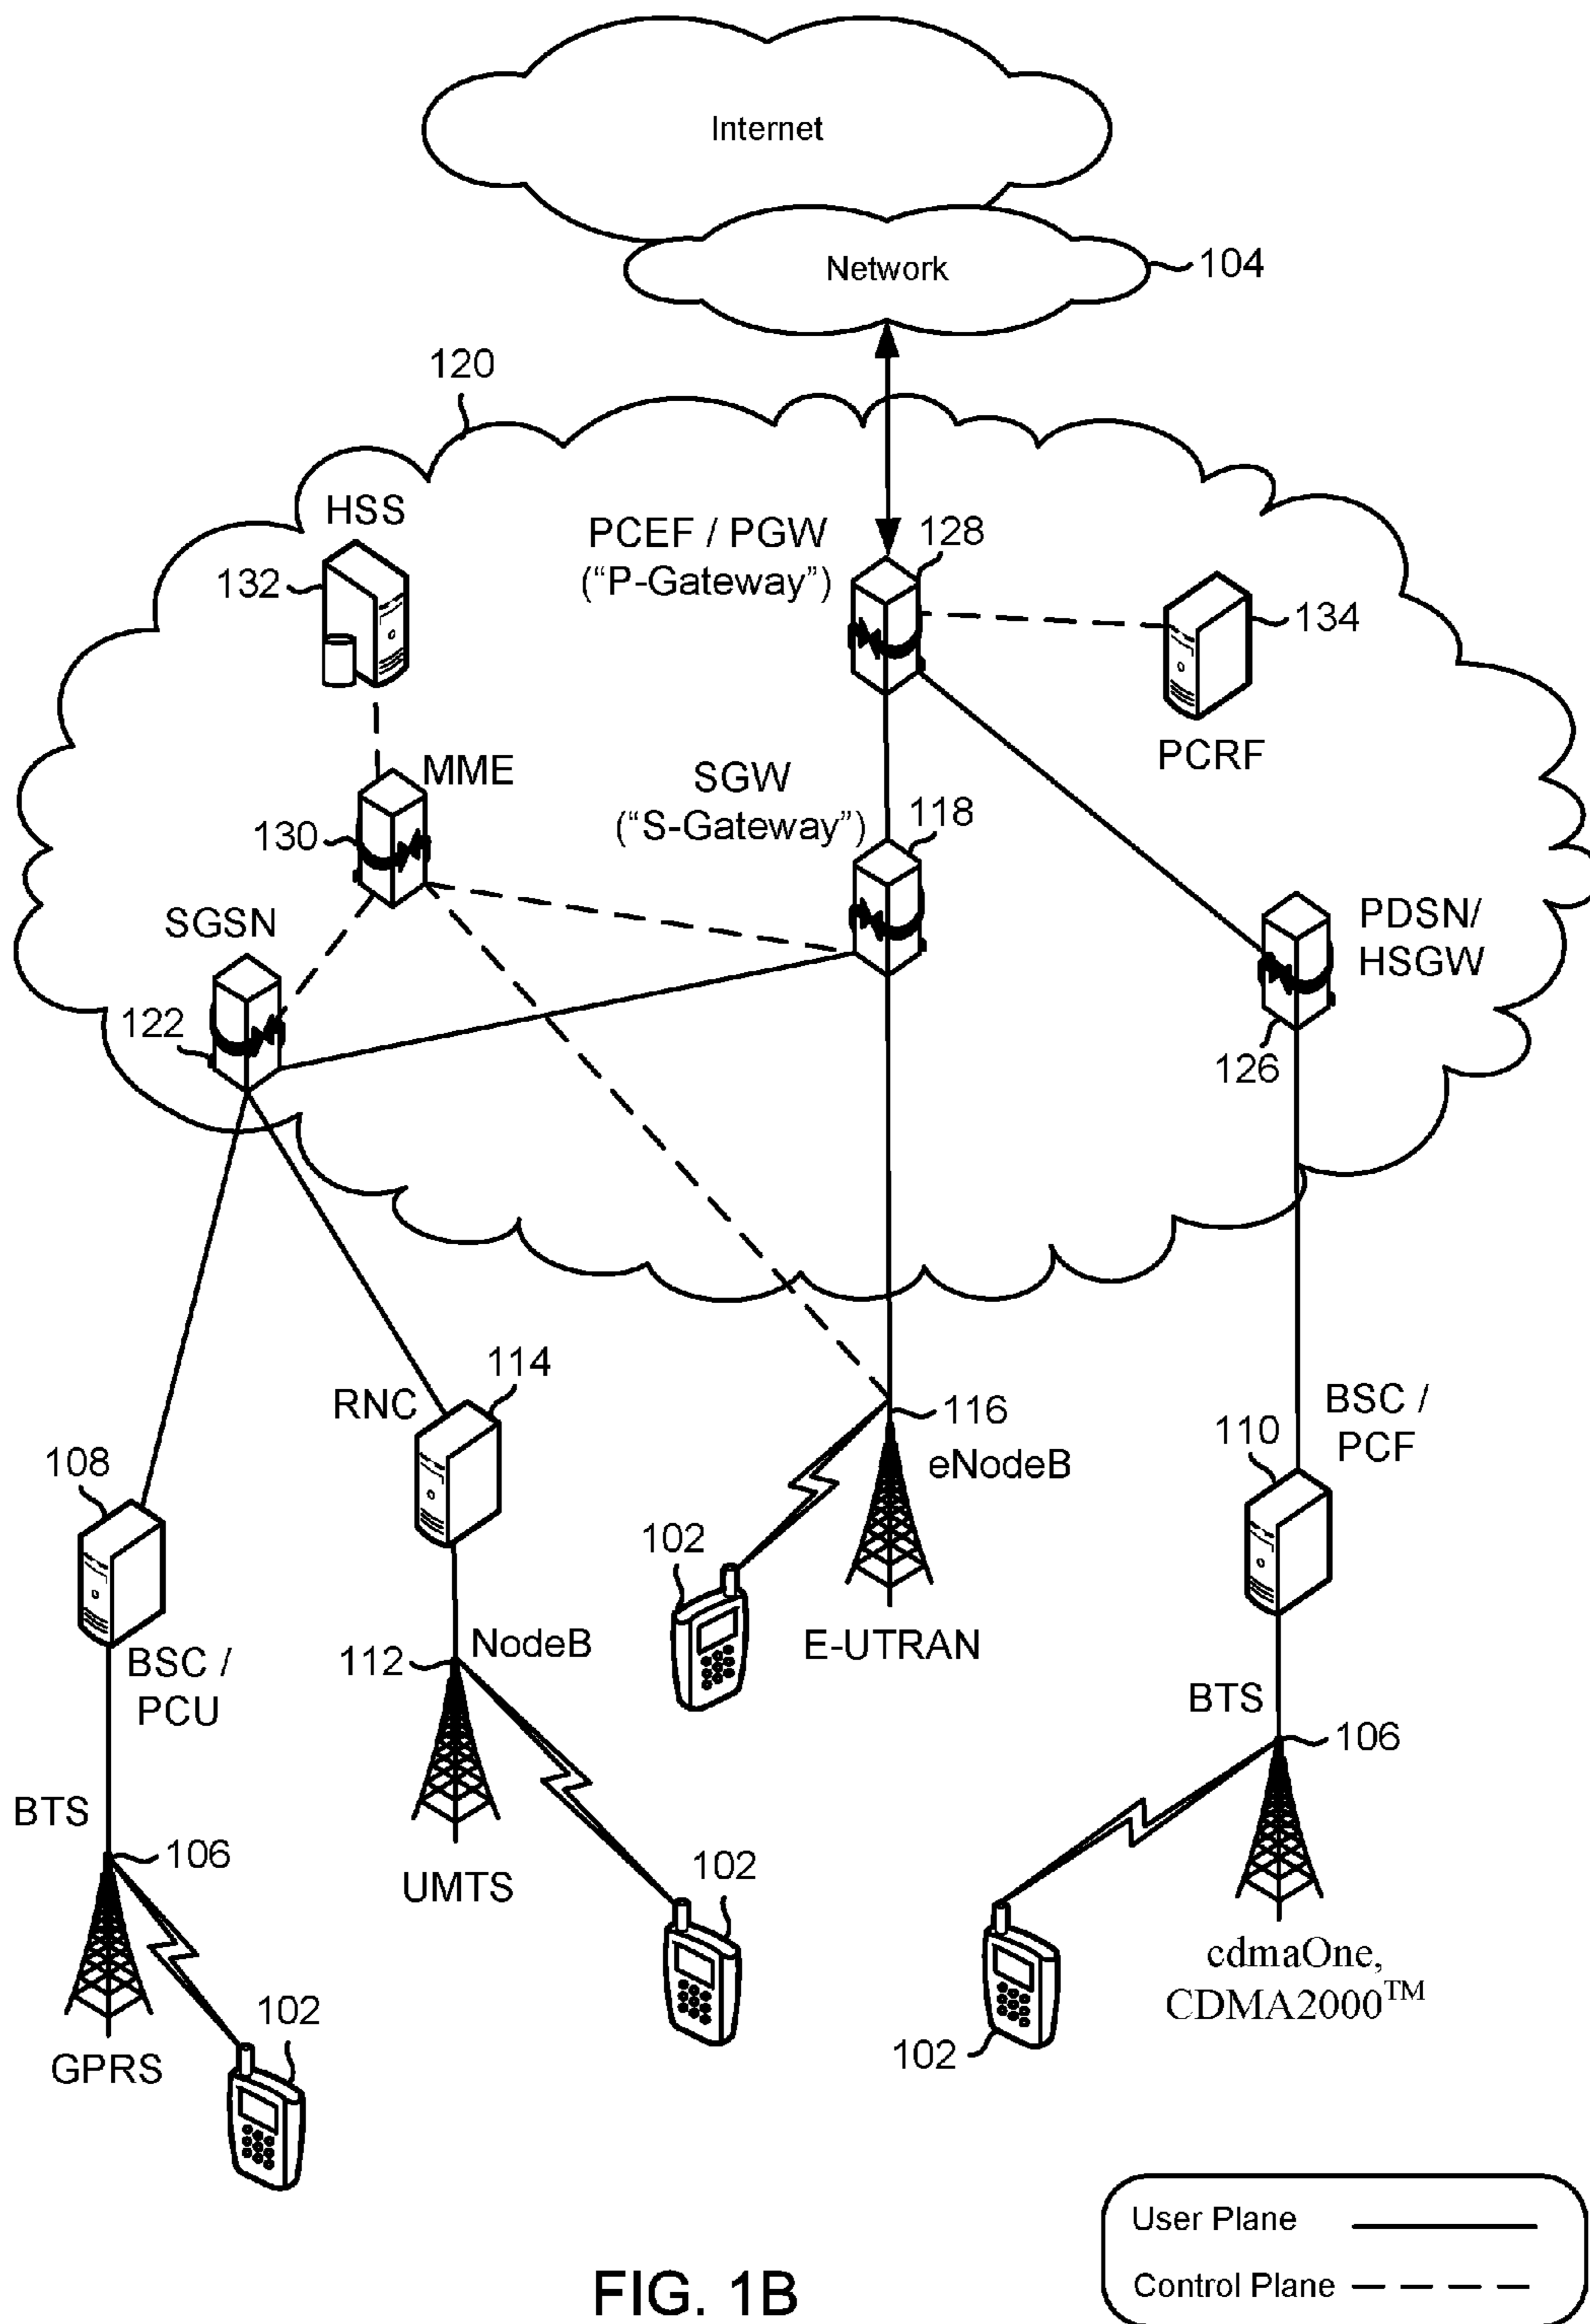 Internet
Network
104
120
HSS
132
PCEF / PGW
("P-Gateway")
128
134
PCRF
MME
130
SGW
("S-Gateway")
118
SGSN
122
PDSN/
HSGW
126
RNC
114
116
eNodeB
BSC /
PCF
110
108
102
E-UTRAN
BSC /
PCU
NodeB
112
BTS
106
BTS
106
UMTS
102
cdmaOne,
CDMA2000™
102
GPRS
102
User Plane
Control Plane
FIG. 1B